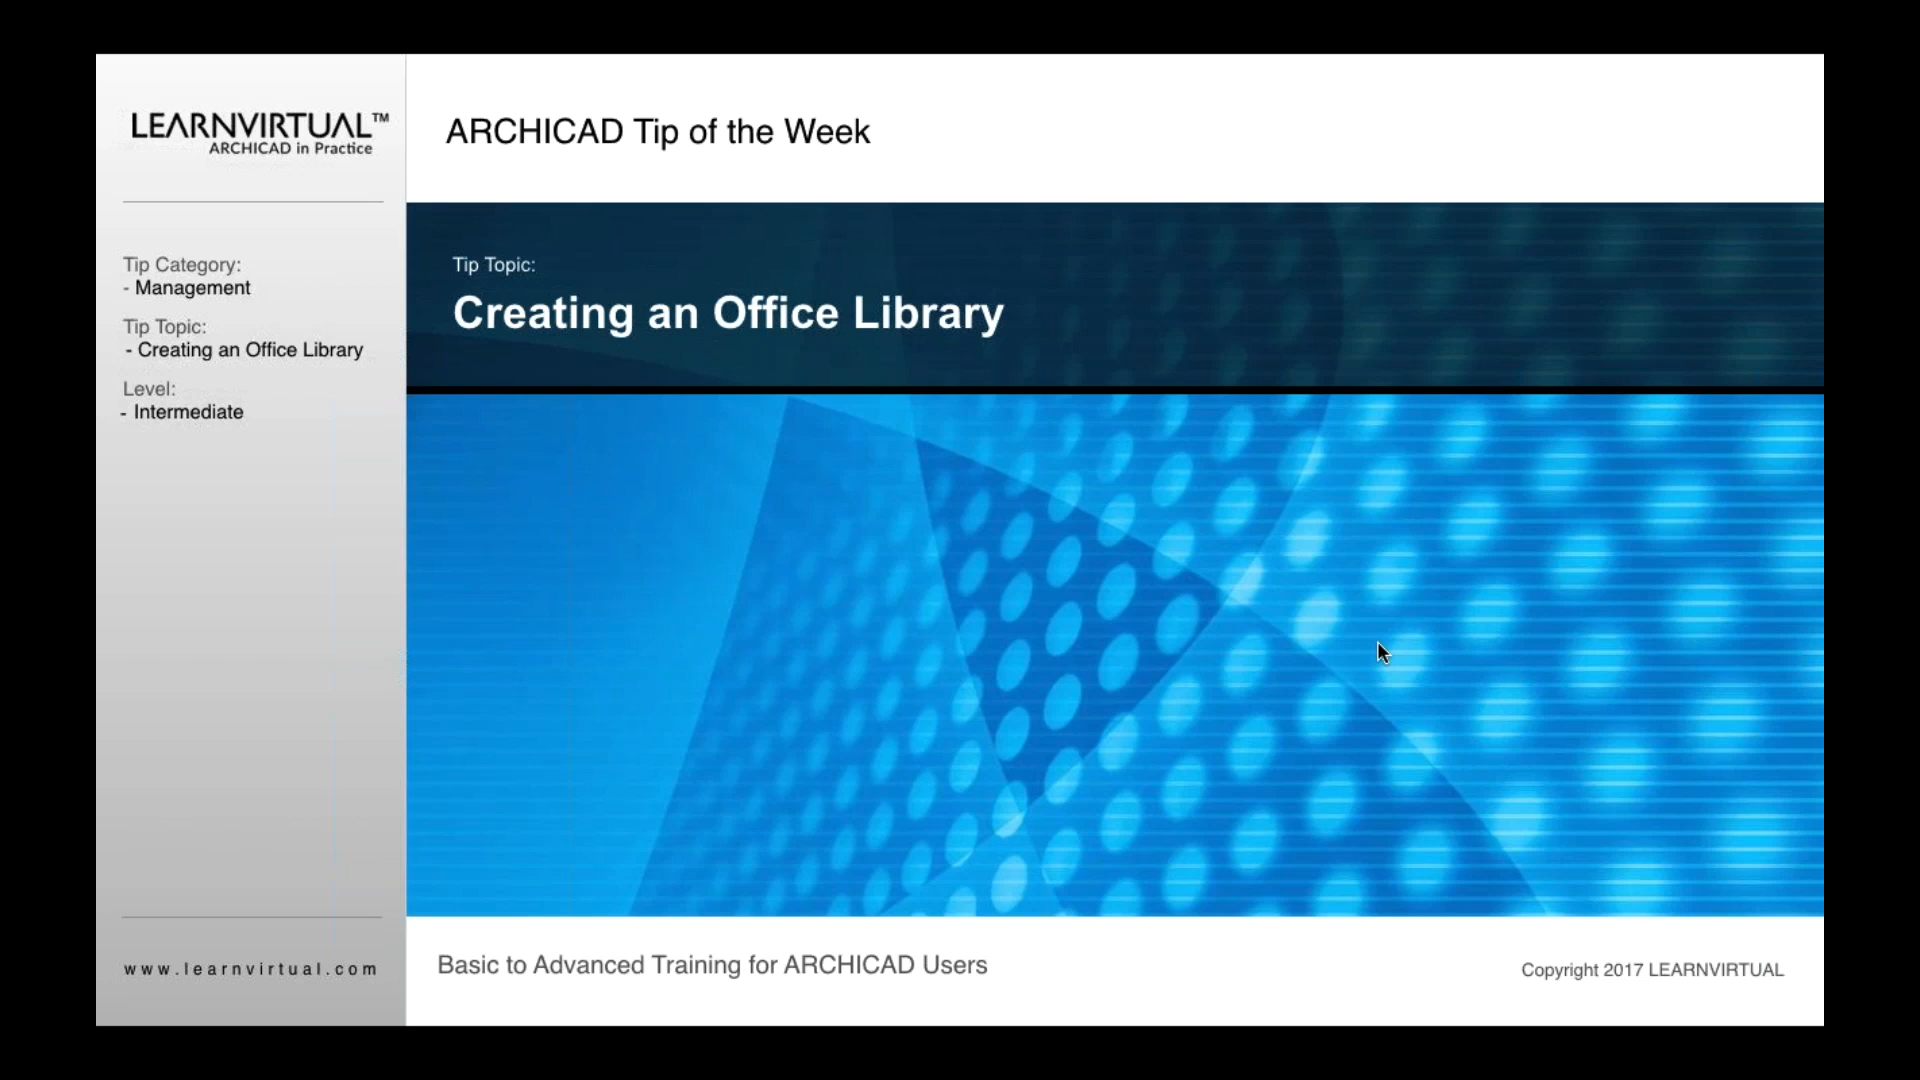 LEARNVIRTUAL™
ARCHICAD in Practice
Tip Category:
- Management
Tip Topic:
- Creating an Office Library
Level:
- Intermediate
www.learnvirtual.com
ARCHICAD Tip of the Week
Tip Topic:
Creating an Office Library
Basic to Advanced Training for ARCHICAD Users
Copyright 2017 LEARNVIRTUAL